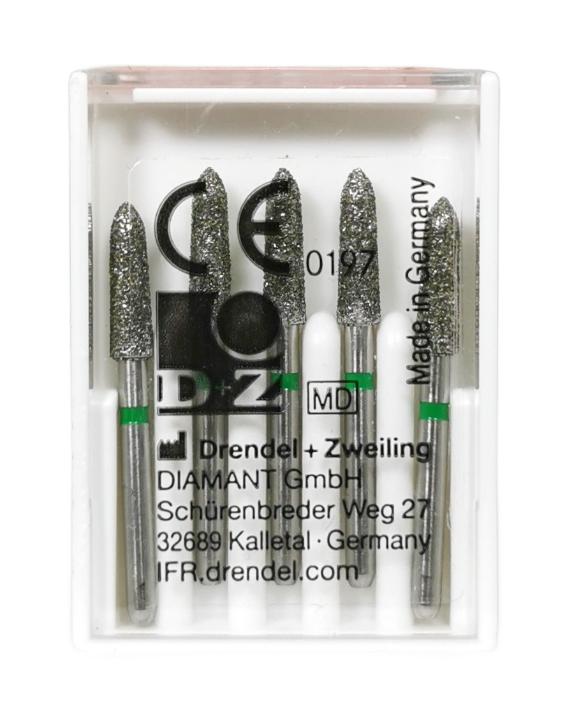 CE 0197
Made in Germany
D+Z
MD
Drendel + Zweiling
DIAMANT GmbH
Schürenbreder Weg 27
32689 Kalletal · Germany
IFR.drendel.com